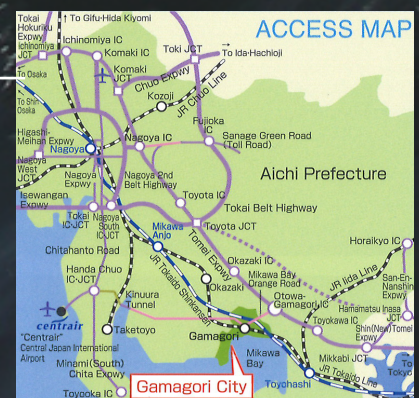 ACCESS MAP
Tokai
Hokuriku
Expwy
Ichinomiya
JCT
↑ To Gifu·Hida Kiyomi
Ichinomiya IC
Komaki IC
Toki JCT
→
To Ida·Hachioji
← To Osaka
Komaki
JCT
Chuo Expwy
JR Chuo Line
To Shin
Osaka
Kozoji
Higashi-
Meihan Expwy
Nagoya
Nagoya IC
Fujioka
IC
Sanage Green Road
(Toll Road)
Nagoya
West
JCT
Nagoya
Expwy
Nagoya 2nd
Belt Highway
Aichi Prefecture
Isewangan
Expwy
Toyota IC
Tokai Belt Highway
Tokai
IC·JCT
Nagoya
South
IC·JCT
Mikawa
Anjo
Toyota JCT
Tomei Expwy
Chitahanto Road
Horaikyo IC
JR Tokaido Shinkansen
Okazaki IC
JR Iida Line
Handa Chuo
IC·JCT
Okazaki
Mikawa Bay
Orange Road
San-En-
Nanshin
Expwy
Kinuura
Tunnel
Otowa-
Gamagori IC
Hamamatsu Inasa
JCT
centrair
"Centrair"
Central Japan International
Airport
Taketoyo
Gamagori
Toyokawa IC
Shin(New)Tomei
Expwy
Minami(South)
Chita Expwy
Mikawa
Bay
Mikkabi JCT
JR Tokaido Line
To
Tokyo
Toyooka IC
Gamagori City
Toyohashi